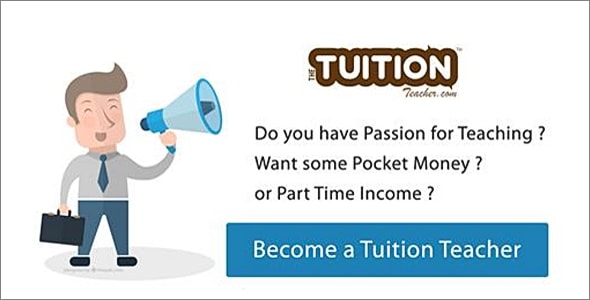 THE TUITION™
Teacher.com
Do you have Passion for Teaching ?
Want some Pocket Money ?
or Part Time Income ?
Become a Tuition Teacher